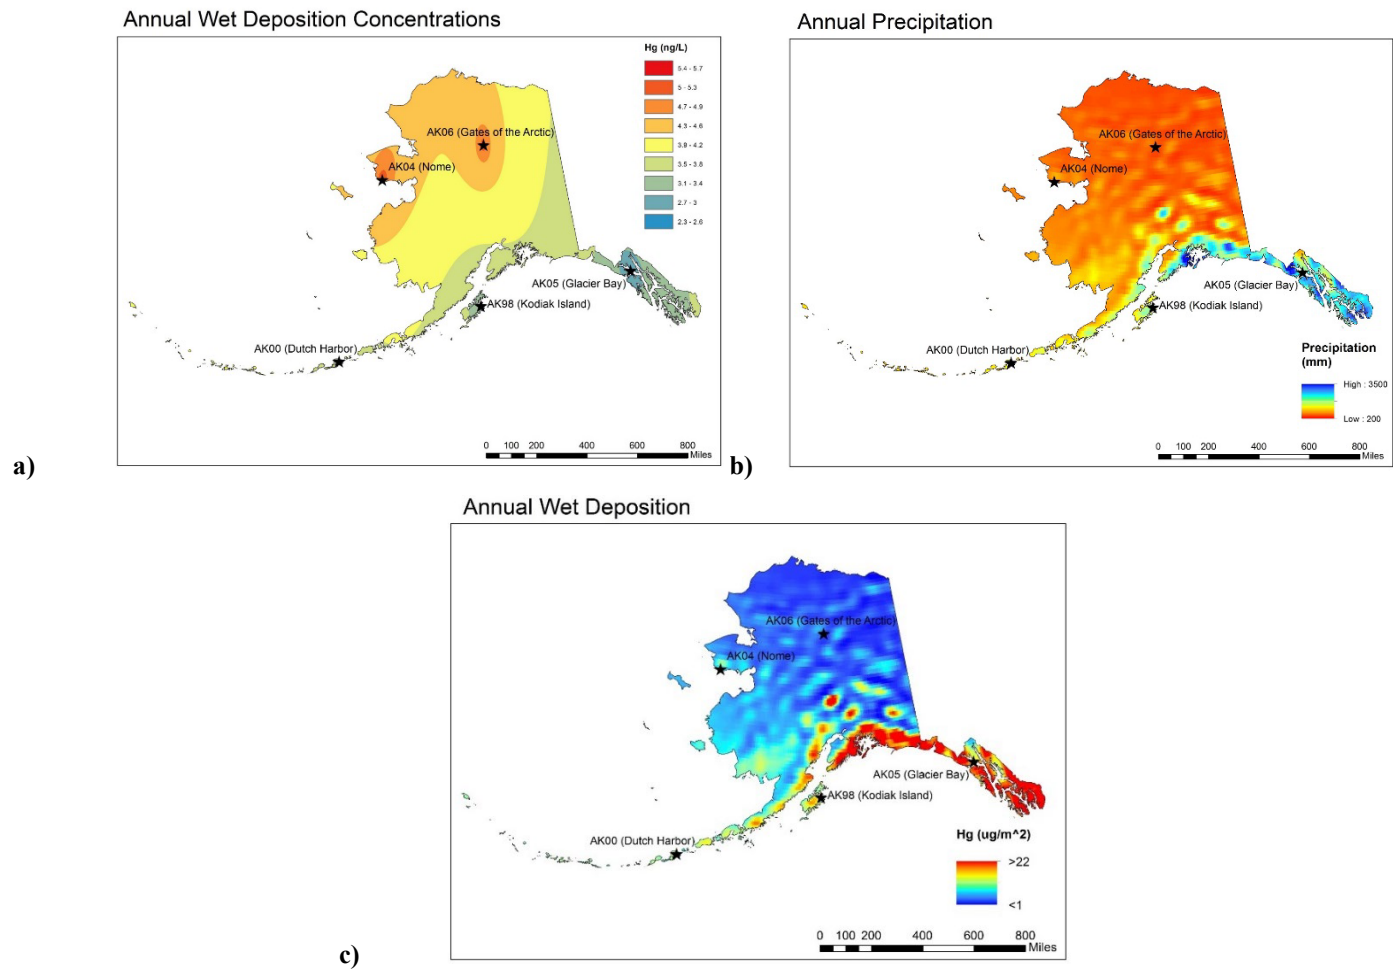 Annual Wet Deposition Concentrations
Hg (ng/L)
5.4 - 5.7
5 - 5.3
4.7 - 4.9
4.3 - 4.6
3.9 - 4.2
3.5 - 3.8
3.1 - 3.4
2.7 - 3
2.3 - 2.6
AK06 (Gates of the Arctic)
AK04 (Nome)
AK05 (Glacier Bay)
AK98 (Kodiak Island)
AK00 (Dutch Harbor)
0 100 200 400 600 800
Miles
a)
Annual Precipitation
AK06 (Gates of the Arctic)
AK04 (Nome)
AK05 (Glacier Bay)
AK98 (Kodiak Island)
AK00 (Dutch Harbor)
Precipitation
(mm)
High : 3500
Low : 200
0 100 200 400 600 800
Miles
b)
Annual Wet Deposition
AK06 (Gates of the Arctic)
AK04 (Nome)
AK05 (Glacier Bay)
AK98 (Kodiak Island)
AK00 (Dutch Harbor)
Hg (ug/m^2)
>22
<1
0 100 200 400 600 800
Miles
c)